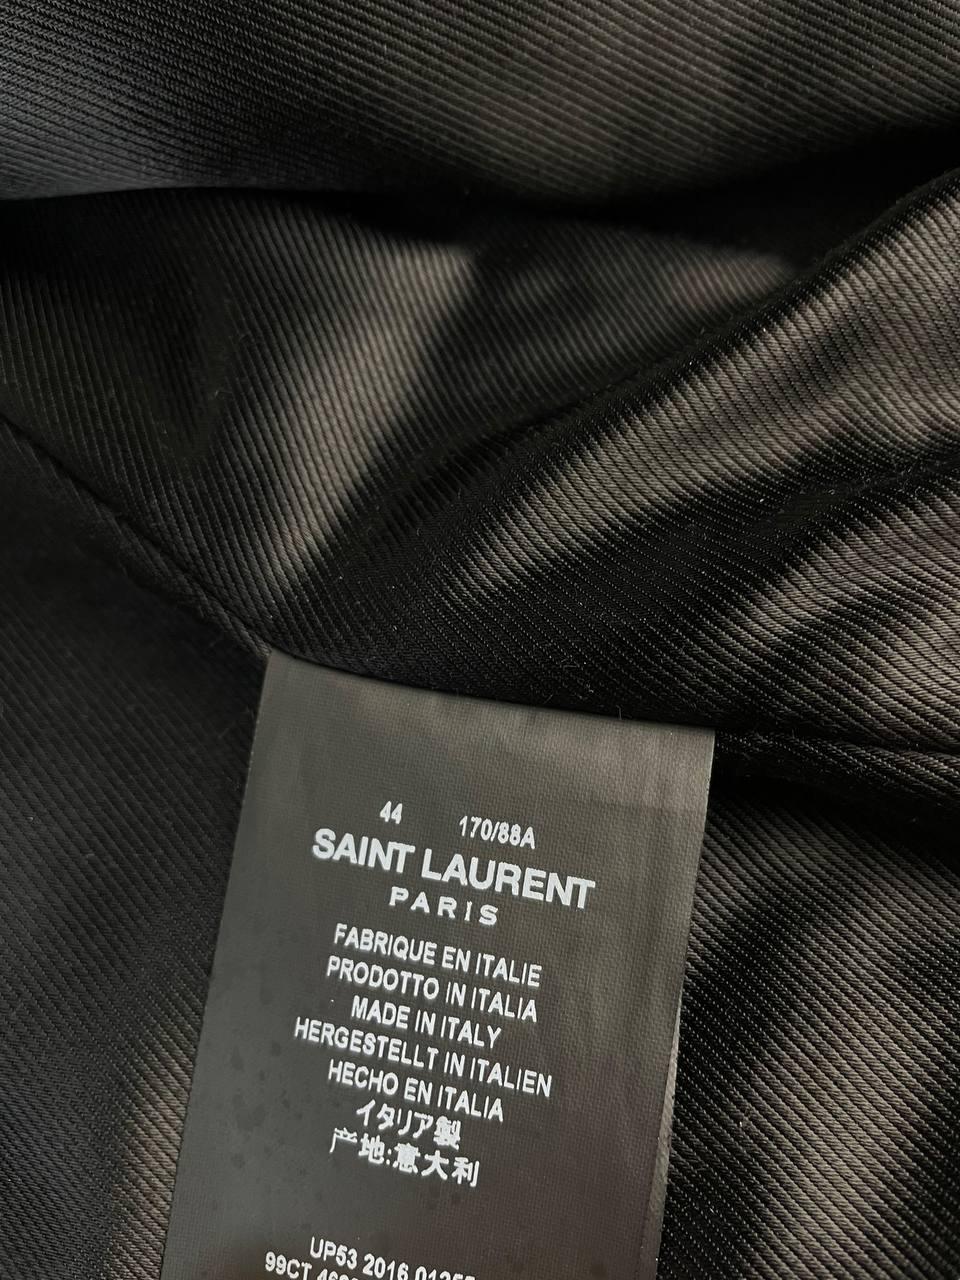 44 170/88A
SAINT LAURENT
PARIS
FABRIQUE EN ITALIE
PRODOTTO IN ITALIA
MADE IN ITALY
HERGESTELLT IN ITALIEN
HECHO EN ITALIA
イタリア製
产地:意大利
UP53 2016
99CT